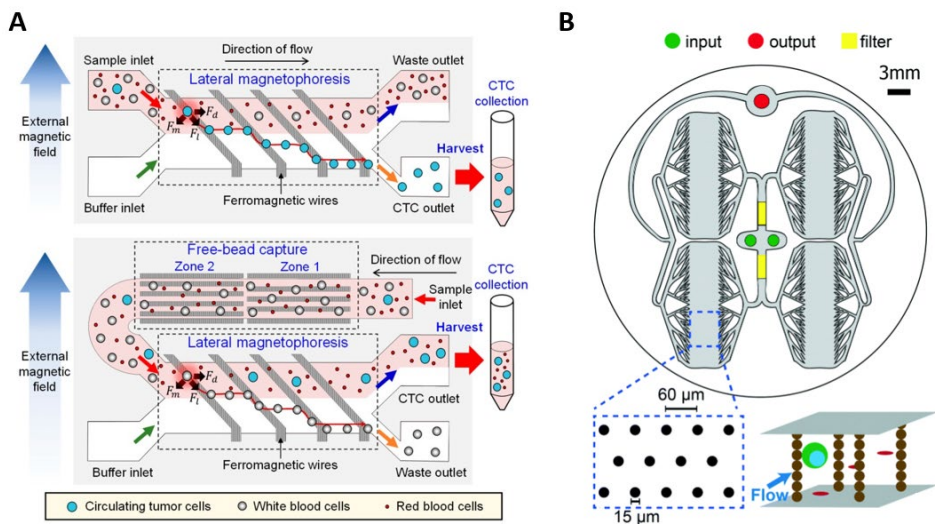 A
External
magnetic
field
Sample inlet
Direction of flow
Lateral magnetophoresis
Waste outlet
CTC
collection
Fd
Fm
Fl
Harvest
Buffer inlet
Ferromagnetic wires
CTC outlet
External
magnetic
field
Free-bead capture
Zone 2
Zone 1
Direction of flow
Sample
inlet
CTC
collection
Lateral magnetophoresis
Harvest
Fd
Fm
Fl
CTC outlet
Buffer inlet
Ferromagnetic wires
Waste outlet
Circulating tumor cells
White blood cells
Red blood cells
B
input
output
filter
3mm
60 μm
15 μm
Flow